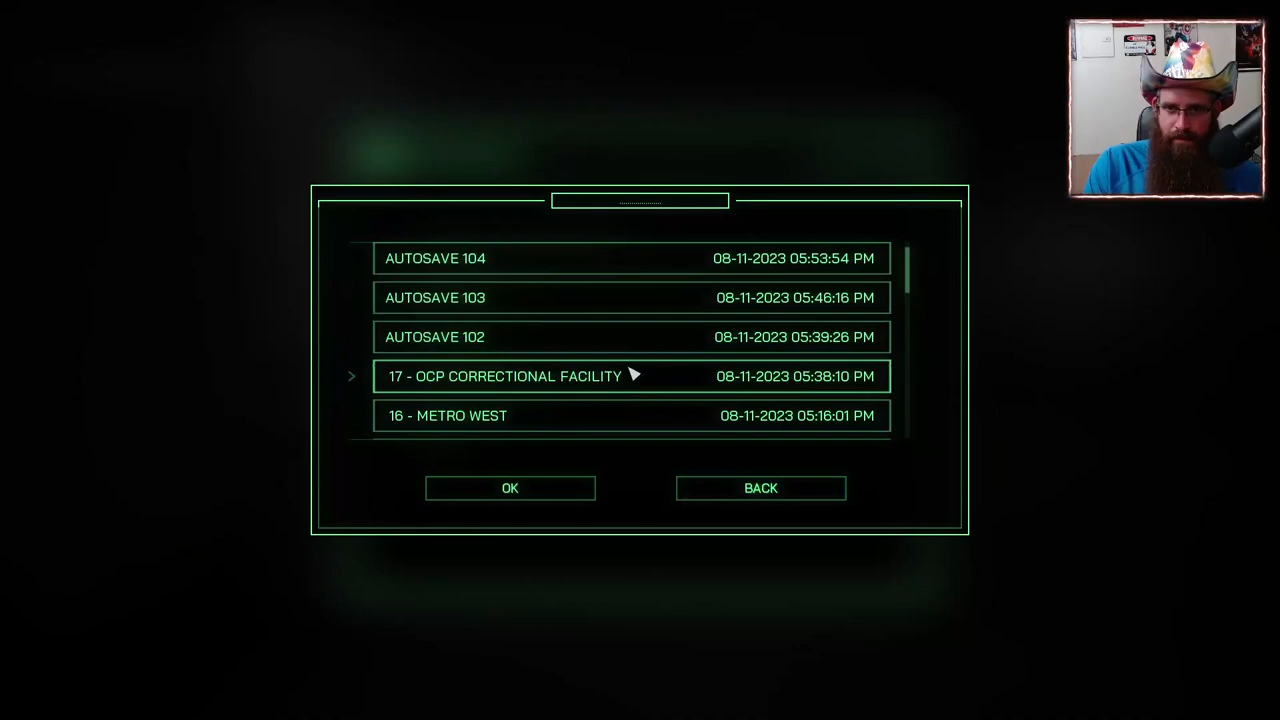 AUTOSAVE 104 08-11-2023 05:53:54 PM
AUTOSAVE 103 08-11-2023 05:46:16 PM
AUTOSAVE 102 08-11-2023 05:39:26 PM
> 17 - OCP CORRECTIONAL FACILITY 08-11-2023 05:38:10 PM
16 - METRO WEST 08-11-2023 05:16:01 PM
OK BACK